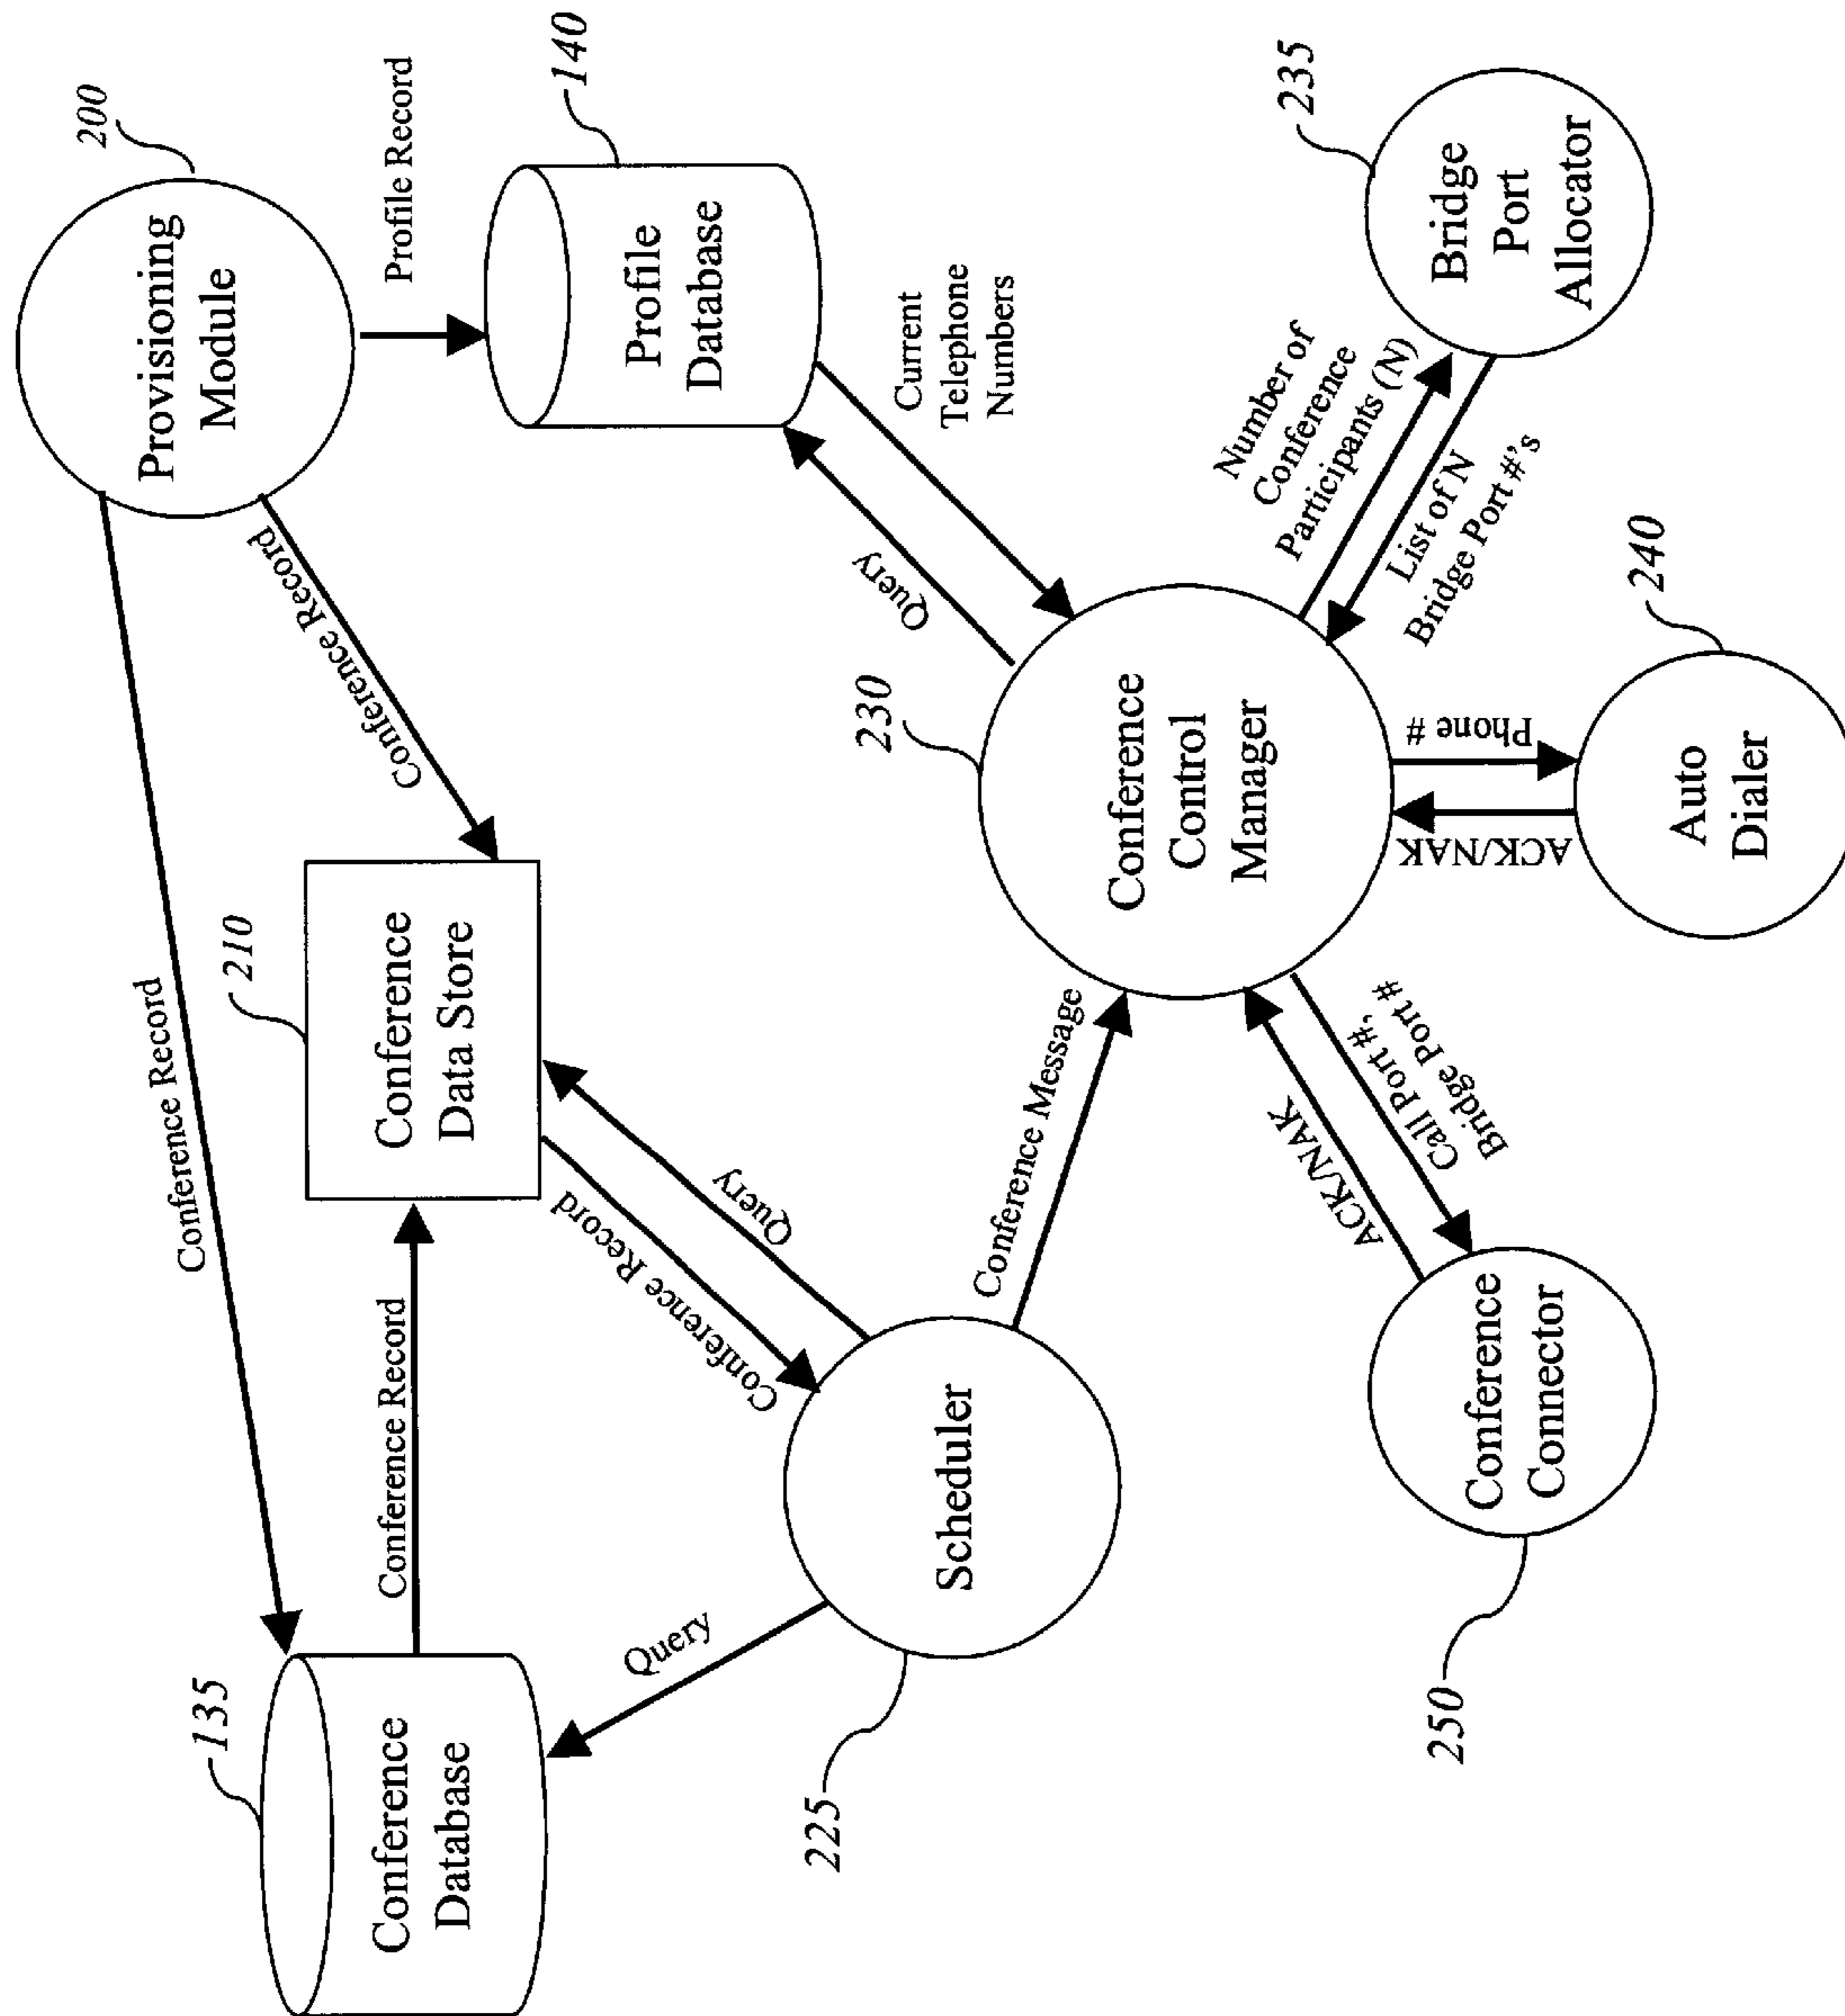 135
Conference
Database
Conference Record
Conference Record
210
Conference
Data Store
Conference Record
200
Provisioning
Module
Profile Record
140
Profile
Database
Query
Conference Record
Query
225
Scheduler
Conference Message
230
Conference
Control
Manager
Query
Current
Telephone
Numbers
Number of
Conference
Participants (N)
List of N
Bridge Port #'s
235
Bridge
Port
Allocator
250
Conference
Connector
ACK/NAK
Call Port #,
Bridge Port #
ACK/NAK
Phone #
240
Auto
Dialer